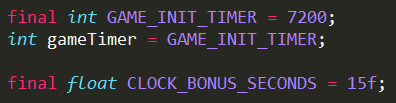 final int GAME_INIT_TIMER = 7200;
int gameTimer = GAME_INIT_TIMER;
final float CLOCK_BONUS_SECONDS = 15f;